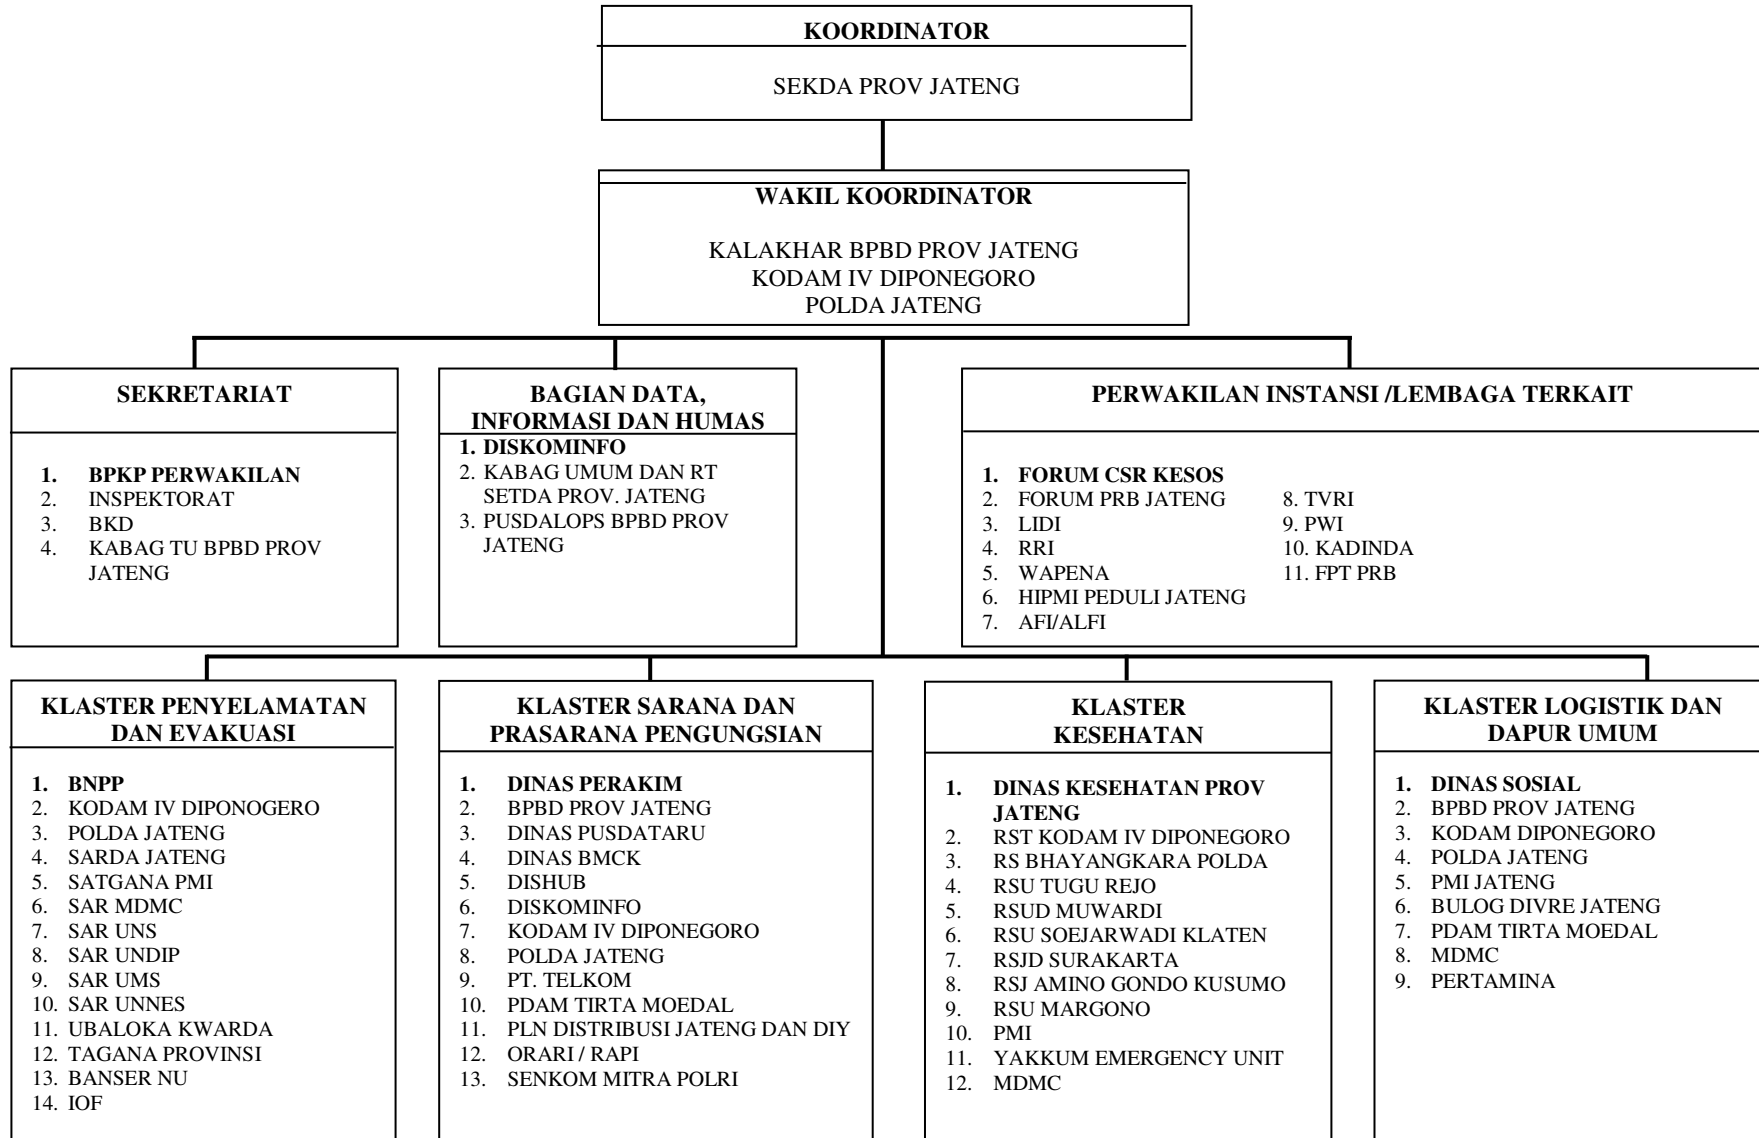 KOORDINATOR
SEKDA PROV JATENG
WAKIL KOORDINATOR
KALAKHAR BPBD PROV JATENG
KODAM IV DIPONEGORO
POLDA JATENG
SEKRETARIAT
1. BPKP PERWAKILAN
2. INSPEKTORAT
3. BKD
4. KABAG TU BPBD PROV
JATENG
BAGIAN DATA,
INFORMASI DAN HUMAS
1. DISKOMINFO
2. KABAG UMUM DAN RT
SETDA PROV. JATENG
3. PUSDALOPS BPBD PROV
JATENG
PERWAKILAN INSTANSI /LEMBAGA TERKAIT
1. FORUM CSR KESOS
2. FORUM PRB JATENG
3. LIDI
4. RRI
5. WAPENA
6. HIPMI PEDULI JATENG
7. AFI/ALFI
8. TVRI
9. PWI
10. KADINDA
11. FPT PRB
KLASTER PENYELAMATAN
DAN EVAKUASI
1. BNPP
2. KODAM IV DIPONOGERO
3. POLDA JATENG
4. SARDA JATENG
5. SATGANA PMI
6. SAR MDMC
7. SAR UNS
8. SAR UNDIP
9. SAR UMS
10. SAR UNNES
11. UBALOKA KWARDA
12. TAGANA PROVINSI
13. BANSER NU
14. IOF
KLASTER SARANA DAN
PRASARANA PENGUNGSIAN
1. DINAS PERAKIM
2. BPBD PROV JATENG
3. DINAS PUSDATARU
4. DINAS BMCK
5. DISHUB
6. DISKOMINFO
7. KODAM IV DIPONEGORO
8. POLDA JATENG
9. PT. TELKOM
10. PDAM TIRTA MOEDAL
11. PLN DISTRIBUSI JATENG DAN DIY
12. ORARI / RAPI
13. SENKOM MITRA POLRI
KLASTER
KESEHATAN
1. DINAS KESEHATAN PROV
JATENG
2. RST KODAM IV DIPONEGORO
3. RS BHAYANGKARA POLDA
4. RSU TUGU REJO
5. RSUD MUWARDI
6. RSU SOEJARWADI KLATEN
7. RSJD SURAKARTA
8. RSJ AMINO GONDO KUSUMO
9. RSU MARGONO
10. PMI
11. YAKKUM EMERGENCY UNIT
12. MDMC
KLASTER LOGISTIK DAN
DAPUR UMUM
1. DINAS SOSIAL
2. BPBD PROV JATENG
3. KODAM DIPONEGORO
4. POLDA JATENG
5. PMI JATENG
6. BULOG DIVRE JATENG
7. PDAM TIRTA MOEDAL
8. MDMC
9. PERTAMINA